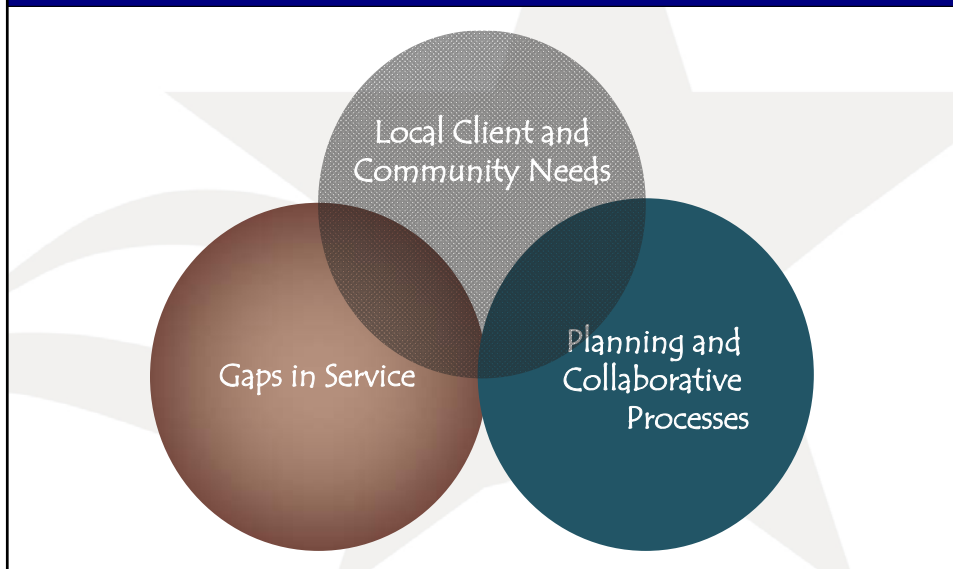 Local Client and
Community Needs
Gaps in Service
Planning and
Collaborative
Processes